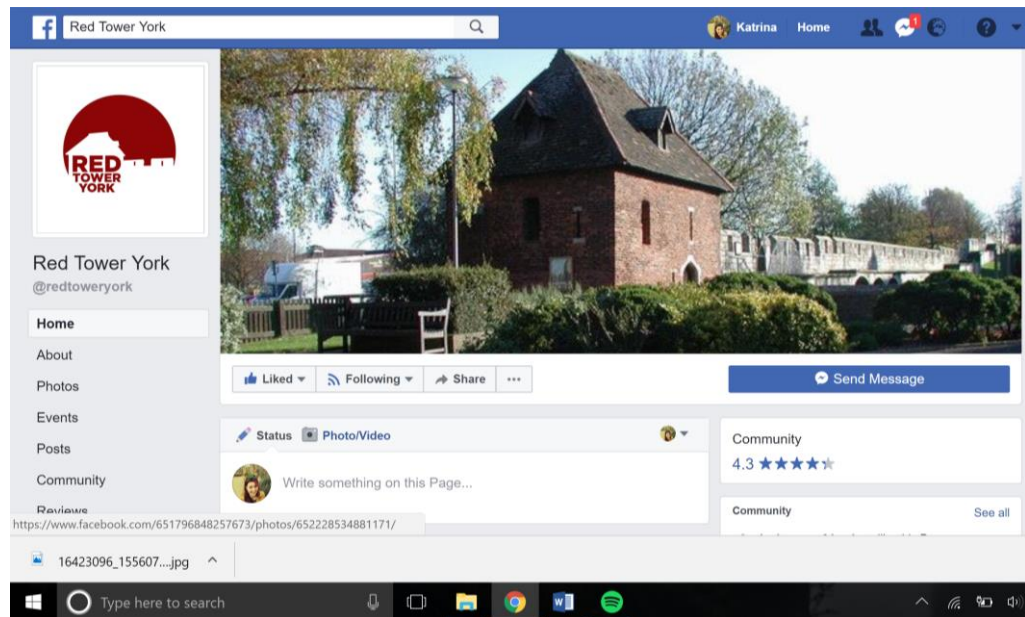 Red Tower York
Katrina Home
1
?
RED
TOWER
YORK
Red Tower York
@redtoweryork
Home
About
Photos
Events
Posts
Community
Reviews
Liked Following Share ...
Send Message
Status Photo/Video
Write something on this Page...
Community
4.3
Community See all
https://www.facebook.com/651796848257673/photos/652228534881171/
16423096_155607....jpg
Type here to search